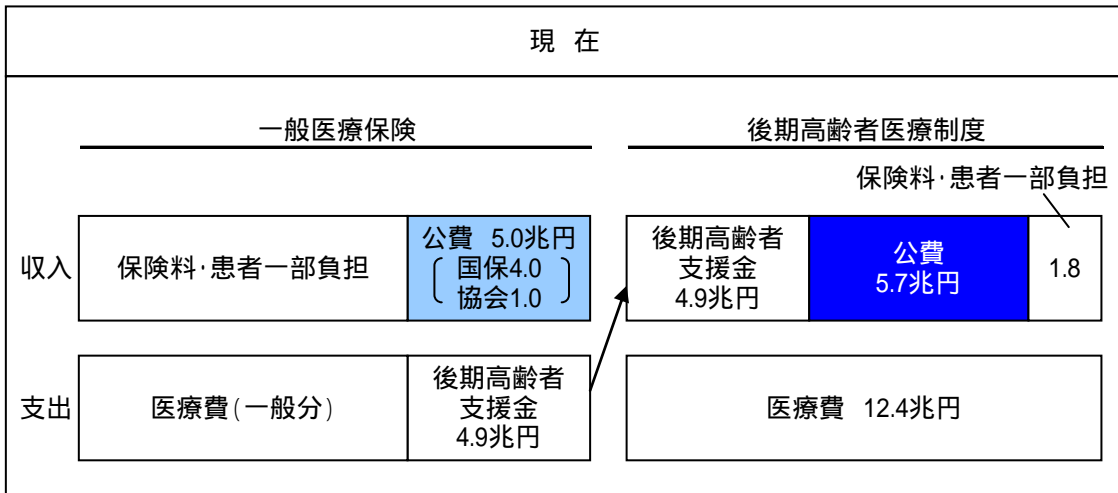 現 在
一般医療保険
後期高齢者医療制度
保険料・患者一部負担
収入
保険料・患者一部負担
公費 5.0兆円
国保4.0
協会1.0
後期高齢者
支援金
4.9兆円
公費
5.7兆円
1.8
支出
医療費(一般分)
後期高齢者
支援金
4.9兆円
医療費 12.4兆円